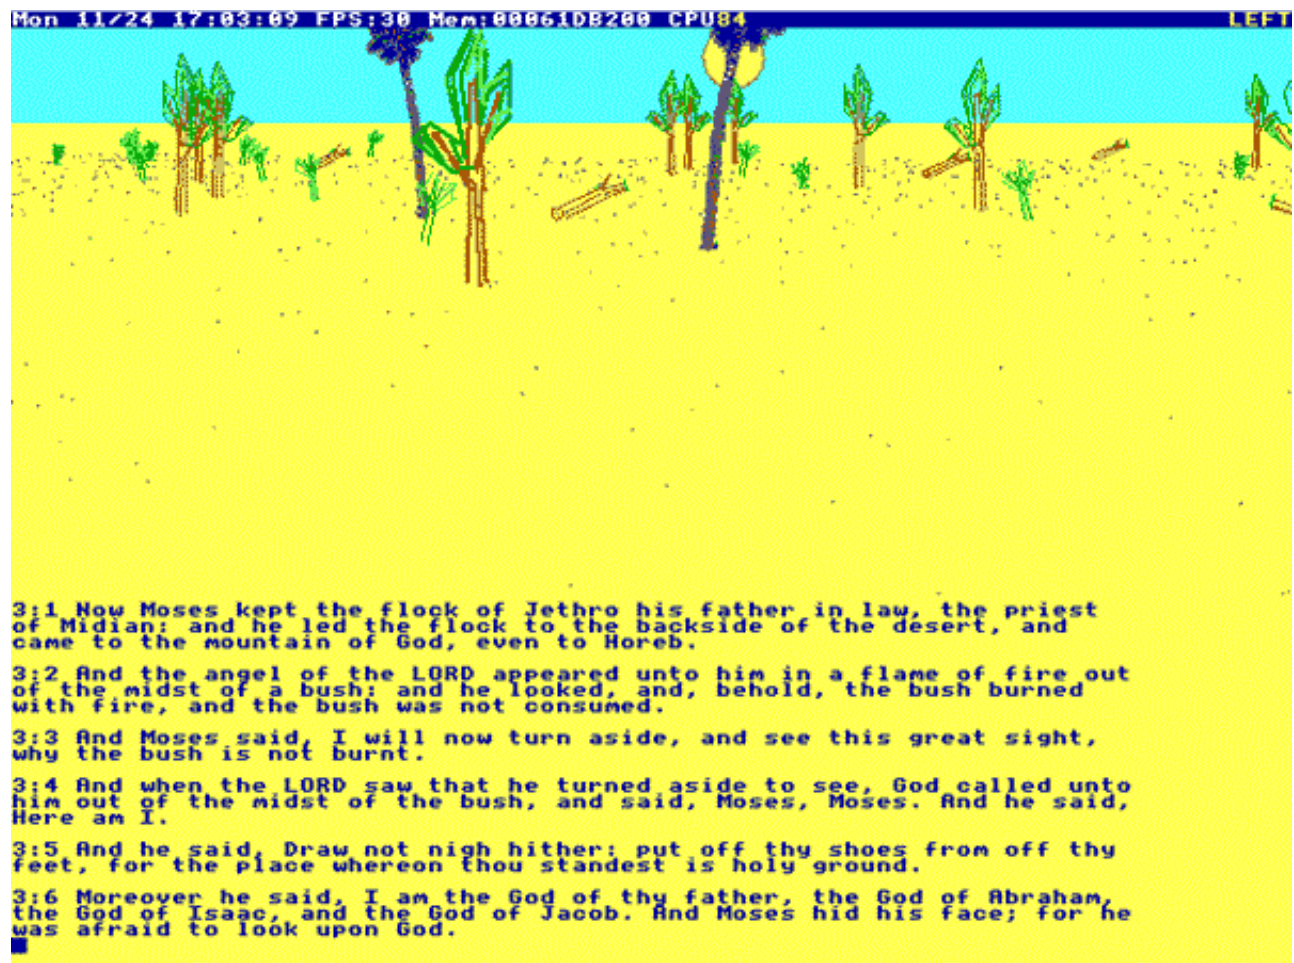 Mon 11/24 17:03:09 FPS:30 Mem:00061DB200 CPU84 LEFT
3:1 Now Moses kept the flock of Jethro his father in law, the priest
of Midian: and he led the flock to the backside of the desert, and
came to the mountain of God, even to Horeb.
3:2 And the angel of the LORD appeared unto him in a flame of fire out
of the midst of a bush: and he looked, and, behold, the bush burned
with fire, and the bush was not consumed.
3:3 And Moses said, I will now turn aside, and see this great sight,
why the bush is not burnt.
3:4 And when the LORD saw that he turned aside to see, God called unto
him out of the midst of the bush, and said, Moses, Moses. And he said,
Here am I.
3:5 And he said, Draw not nigh hither: put off thy shoes from off thy
feet, for the place whereon thou standest is holy ground.
3:6 Moreover he said, I am the God of thy father, the God of Abraham,
the God of Isaac, and the God of Jacob. And Moses hid his face; for he
was afraid to look upon God.